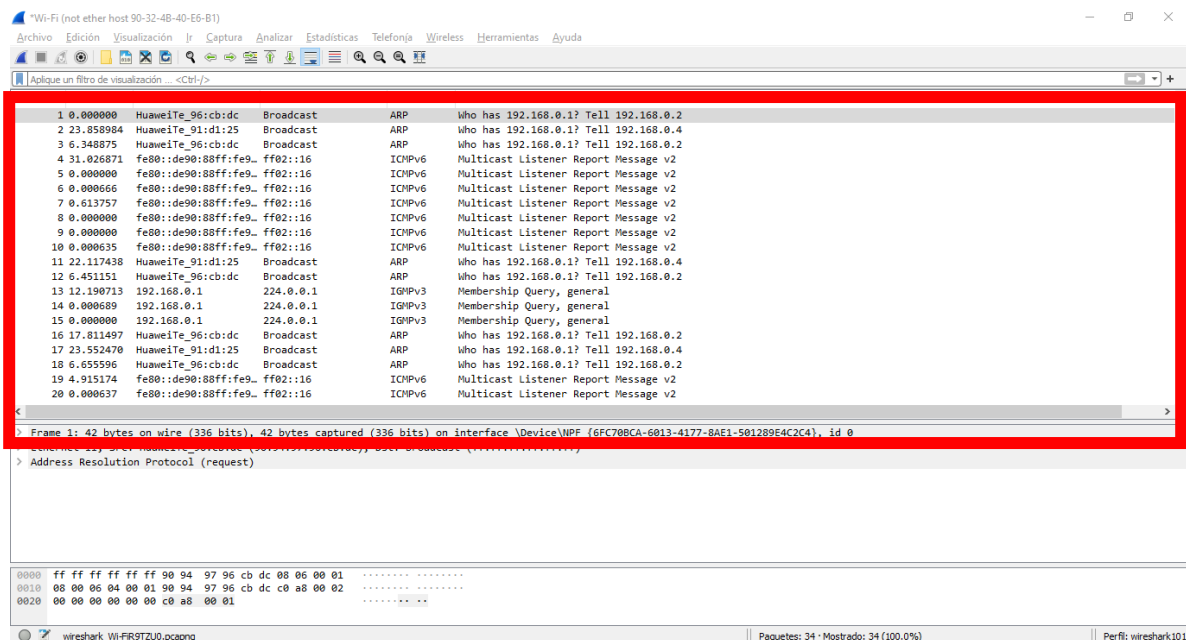 *Wi-Fi (not ether host 90-32-4B-40-E6-B1)
Archivo Edición Visualización Ir Captura Analizar Estadísticas Telefonía Wireless Herramientas Ayuda
Aplique un filtro de visualización ... <Ctrl-/>
1 0.000000 HuaweiTe_96:cb:dc Broadcast ARP Who has 192.168.0.1? Tell 192.168.0.2
2 23.858984 HuaweiTe_91:d1:25 Broadcast ARP Who has 192.168.0.1? Tell 192.168.0.4
3 6.348875 HuaweiTe_96:cb:dc Broadcast ARP Who has 192.168.0.1? Tell 192.168.0.2
4 31.026871 fe80::de90:88ff:fe9… ff02::16 ICMPv6 Multicast Listener Report Message v2
5 0.000000 fe80::de90:88ff:fe9… ff02::16 ICMPv6 Multicast Listener Report Message v2
6 0.000666 fe80::de90:88ff:fe9… ff02::16 ICMPv6 Multicast Listener Report Message v2
7 0.613757 fe80::de90:88ff:fe9… ff02::16 ICMPv6 Multicast Listener Report Message v2
8 0.000000 fe80::de90:88ff:fe9… ff02::16 ICMPv6 Multicast Listener Report Message v2
9 0.000000 fe80::de90:88ff:fe9… ff02::16 ICMPv6 Multicast Listener Report Message v2
10 0.000635 fe80::de90:88ff:fe9… ff02::16 ICMPv6 Multicast Listener Report Message v2
11 22.117438 HuaweiTe_91:d1:25 Broadcast ARP Who has 192.168.0.1? Tell 192.168.0.4
12 6.451151 HuaweiTe_96:cb:dc Broadcast ARP Who has 192.168.0.1? Tell 192.168.0.2
13 12.190713 192.168.0.1 224.0.0.1 IGMPv3 Membership Query, general
14 0.000689 192.168.0.1 224.0.0.1 IGMPv3 Membership Query, general
15 0.000000 192.168.0.1 224.0.0.1 IGMPv3 Membership Query, general
16 17.811497 HuaweiTe_96:cb:dc Broadcast ARP Who has 192.168.0.1? Tell 192.168.0.2
17 23.552470 HuaweiTe_91:d1:25 Broadcast ARP Who has 192.168.0.1? Tell 192.168.0.4
18 6.655596 HuaweiTe_96:cb:dc Broadcast ARP Who has 192.168.0.1? Tell 192.168.0.2
19 4.915174 fe80::de90:88ff:fe9… ff02::16 ICMPv6 Multicast Listener Report Message v2
20 0.000637 fe80::de90:88ff:fe9… ff02::16 ICMPv6 Multicast Listener Report Message v2
> Frame 1: 42 bytes on wire (336 bits), 42 bytes captured (336 bits) on interface \Device\NPF_{6FC70BCA-6013-4177-8AE1-501289E4C2C4}, id 0
> Address Resolution Protocol (request)
0000 ff ff ff ff ff ff 90 94 97 96 cb dc 08 06 00 01 ········ ········
0010 08 00 06 04 00 01 90 94 97 96 cb dc c0 a8 00 02 ········ ········
0020 00 00 00 00 00 00 c0 a8 00 01 ········ ··
wireshark_Wi-FiR9TZU0.pcapng Paquetes: 34 · Mostrado: 34 (100.0%) Perfil: wireshark101